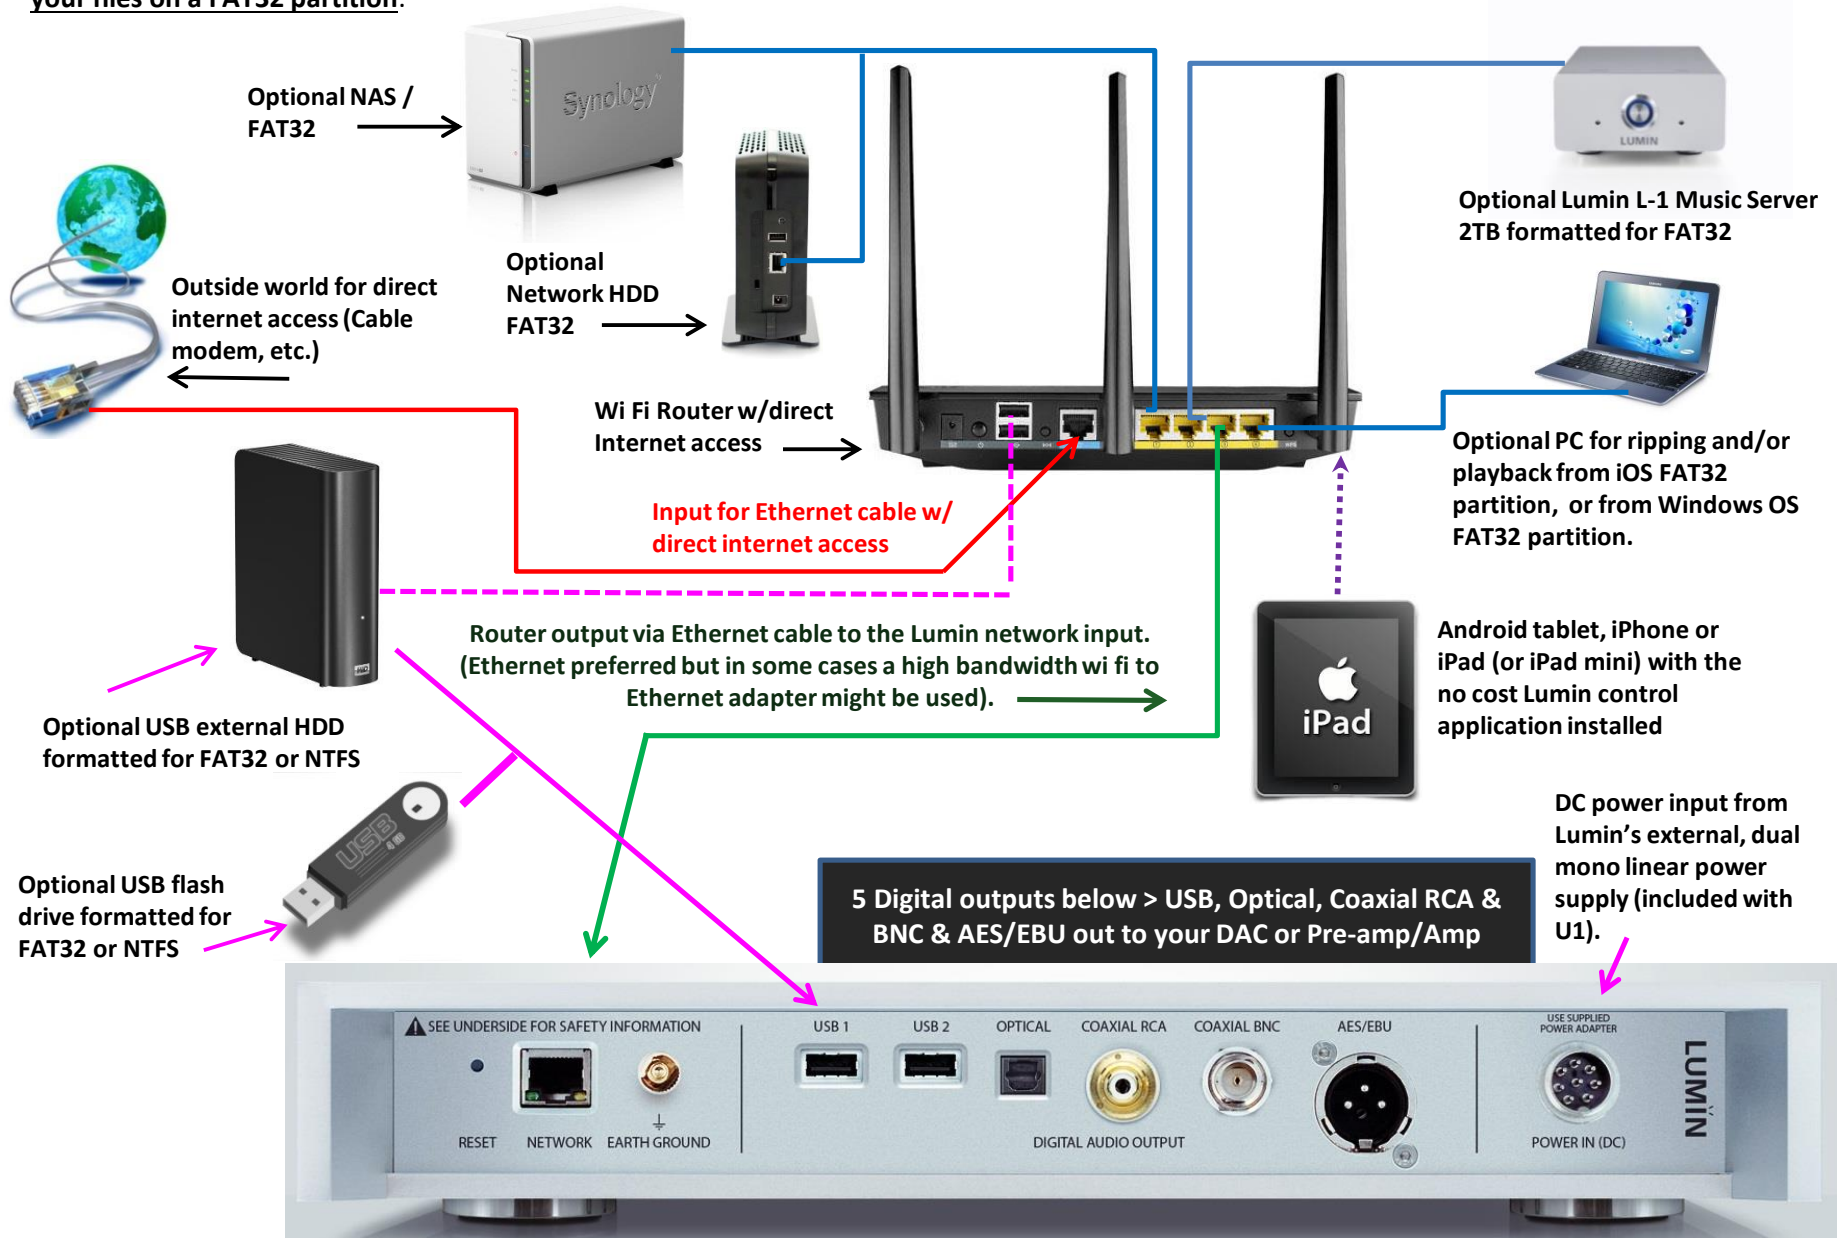 your files on a FAT32 partition.
Synology
Optional NAS /
FAT32
LUMIN
Optional Lumin L-1 Music Server
2TB formatted for FAT32
Outside world for direct
internet access (Cable
modem, etc.)
Optional
Network HDD
FAT32
Wi Fi Router w/direct
Internet access
Optional PC for ripping and/or
playback from iOS FAT32
partition, or from Windows OS
FAT32 partition.
Input for Ethernet cable w/
direct internet access
Router output via Ethernet cable to the Lumin network input.
(Ethernet preferred but in some cases a high bandwidth wi fi to
Ethernet adapter might be used).
iPad
Android tablet, iPhone or
iPad (or iPad mini) with the
no cost Lumin control
application installed
WD
Optional USB external HDD
formatted for FAT32 or NTFS
USB
Optional USB flash
drive formatted for
FAT32 or NTFS
DC power input from
Lumin’s external, dual
mono linear power
supply (included with
U1).
5 Digital outputs below > USB, Optical, Coaxial RCA &
BNC & AES/EBU out to your DAC or Pre-amp/Amp
SEE UNDERSIDE FOR SAFETY INFORMATION
USB 1
USB 2
OPTICAL
COAXIAL RCA
COAXIAL BNC
AES/EBU
USE SUPPLIED
POWER ADAPTER
LUMIN
RESET
NETWORK
EARTH GROUND
DIGITAL AUDIO OUTPUT
POWER IN (DC)